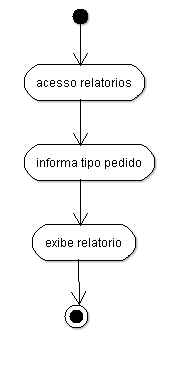 acesso relatorios
informa tipo pedido
exibe relatorio